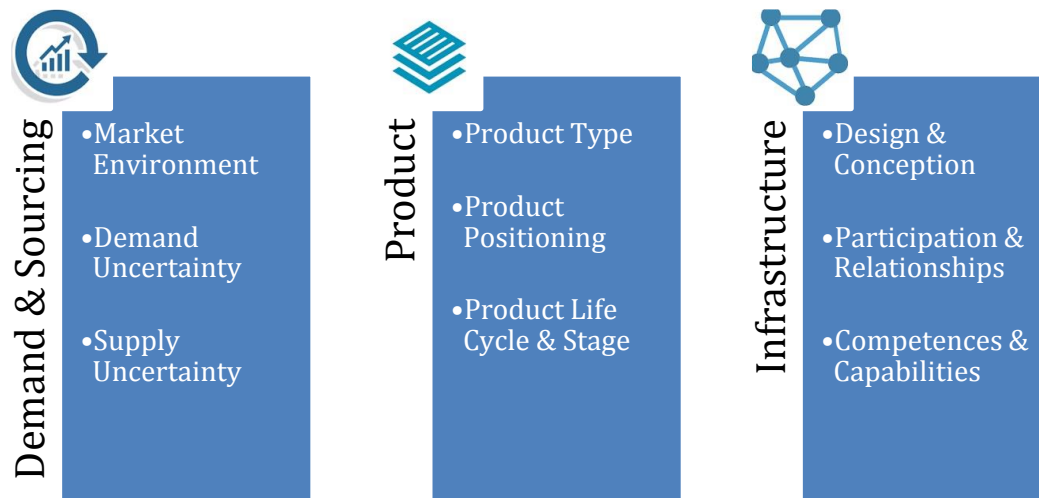 Demand & Sourcing
•Market
Environment
•Demand
Uncertainty
•Supply
Uncertainty
Product
•Product Type
•Product
Positioning
•Product Life
Cycle & Stage
Infrastructure
•Design &
Conception
•Participation &
Relationships
•Competences &
Capabilities